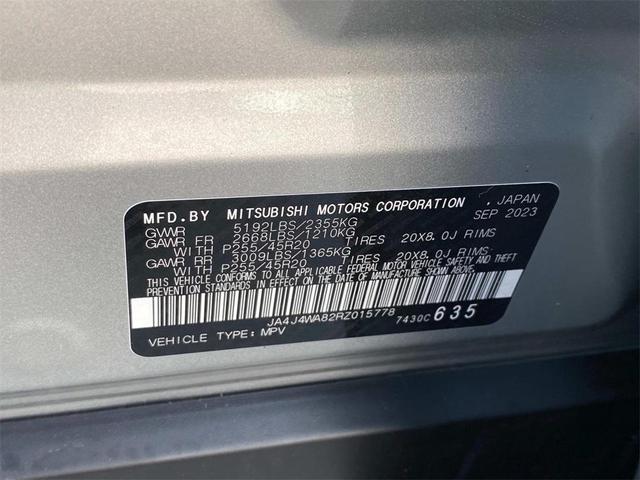 MFD.BY MITSUBISHI MOTORS CORPORATION , JAPAN
GVWR 5192LBS/2355KG SEP 2023
GAWR FR 2668LBS/1210KG
WITH P255/45R20 TIRES 20X8.0J RIMS
GAWR RR 3009LBS/1365KG
WITH P255/45R20 TIRES 20X8.0J RIMS
THIS VEHICLE CONFORMS TO ALL APPLICABLE FEDERAL MOTOR VEHICLE SAFETY AND THEFT
PREVENTION STANDARDS IN EFFECT ON THE DATE OF MANUFACTURE SHOWN ABOVE.
JA4J4WA82RZ015778 7430C 635
VEHICLE TYPE: MPV